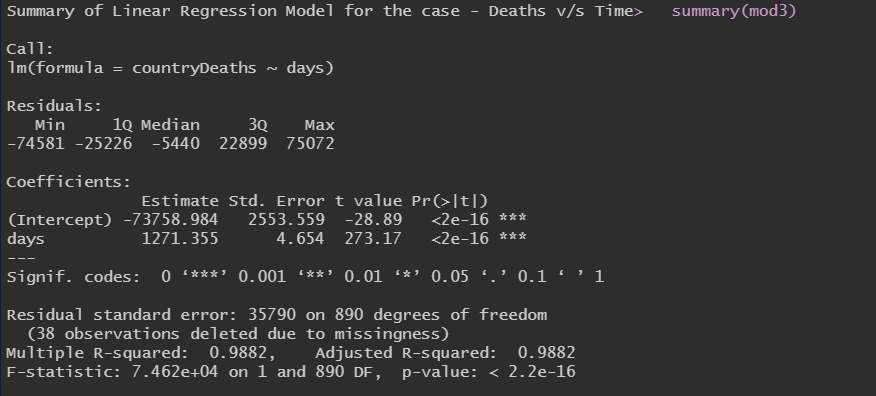 Summary of Linear Regression Model for the case - Deaths v/s Time>   summary(mod3)
Call:
lm(formula = countryDeaths ~ days)
Residuals:
   Min     1Q Median     3Q    Max
-74581 -25226  -5440  22899  75072
Coefficients:
              Estimate Std. Error t value Pr(>|t|)
(Intercept) -73758.984   2553.559  -28.89   <2e-16 ***
days          1271.355      4.654  273.17   <2e-16 ***
---
Signif. codes:  0 ‘***’ 0.001 ‘**’ 0.01 ‘*’ 0.05 ‘.’ 0.1 ‘ ’ 1
Residual standard error: 35790 on 890 degrees of freedom
  (38 observations deleted due to missingness)
Multiple R-squared:  0.9882,	Adjusted R-squared:  0.9882
F-statistic: 7.462e+04 on 1 and 890 DF,  p-value: < 2.2e-16